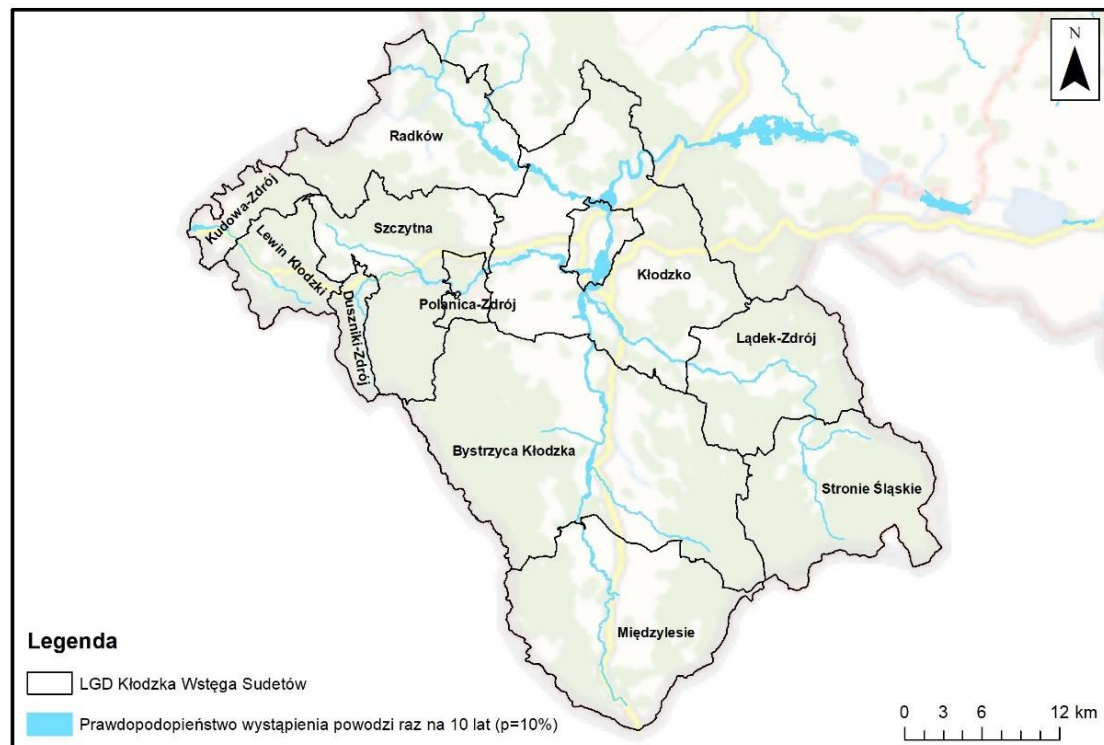 N
Radków
Kudowa-Zdrój
Szczytna
Lewin Kłodzki
Kłodzko
Duszniki-Zdrój
Polanica-Zdrój
Lądek-Zdrój
Bystrzyca Kłodzka
Stronie Śląskie
Międzylesie
Legenda
LGD Kłodzka Wstęga Sudetów
Prawdopodopieństwo wystąpienia powodzi raz na 10 lat (p=10%)
0 3 6 12 km